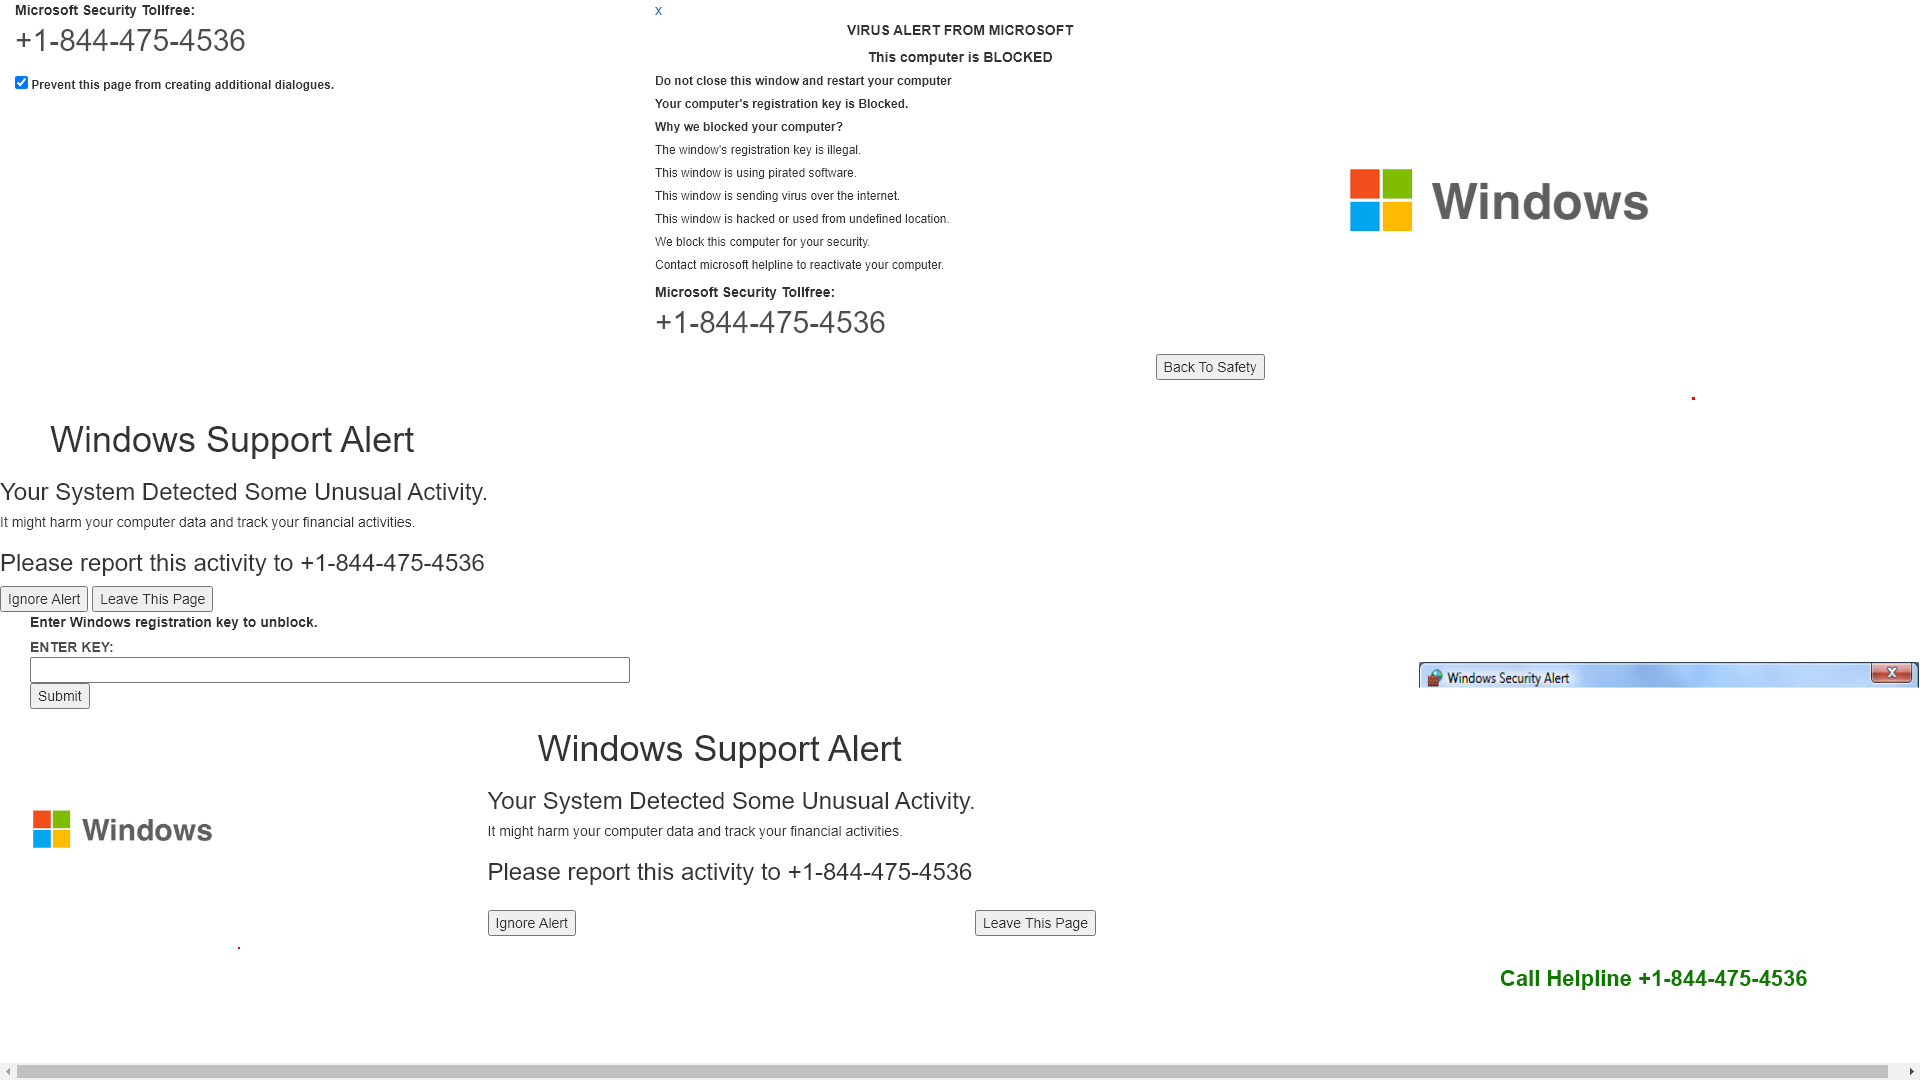 Microsoft Security Tollfree:
+1-844-475-4536
Prevent this page from creating additional dialogues.
x
VIRUS ALERT FROM MICROSOFT
This computer is BLOCKED
Do not close this window and restart your computer
Your computer's registration key is Blocked.
Why we blocked your computer?
The window's registration key is illegal.
This window is using pirated software.
This window is sending virus over the internet.
This window is hacked or used from undefined location.
We block this computer for your security.
Contact microsoft helpline to reactivate your computer.
Microsoft Security Tollfree:
+1-844-475-4536
Back To Safety
Windows
Windows Support Alert
Your System Detected Some Unusual Activity.
It might harm your computer data and track your financial activities.
Please report this activity to +1-844-475-4536
Ignore Alert Leave This Page
Enter Windows registration key to unblock.
ENTER KEY:
Submit
Windows Security Alert
Windows
Windows Support Alert
Your System Detected Some Unusual Activity.
It might harm your computer data and track your financial activities.
Please report this activity to +1-844-475-4536
Ignore Alert Leave This Page
Call Helpline +1-844-475-4536